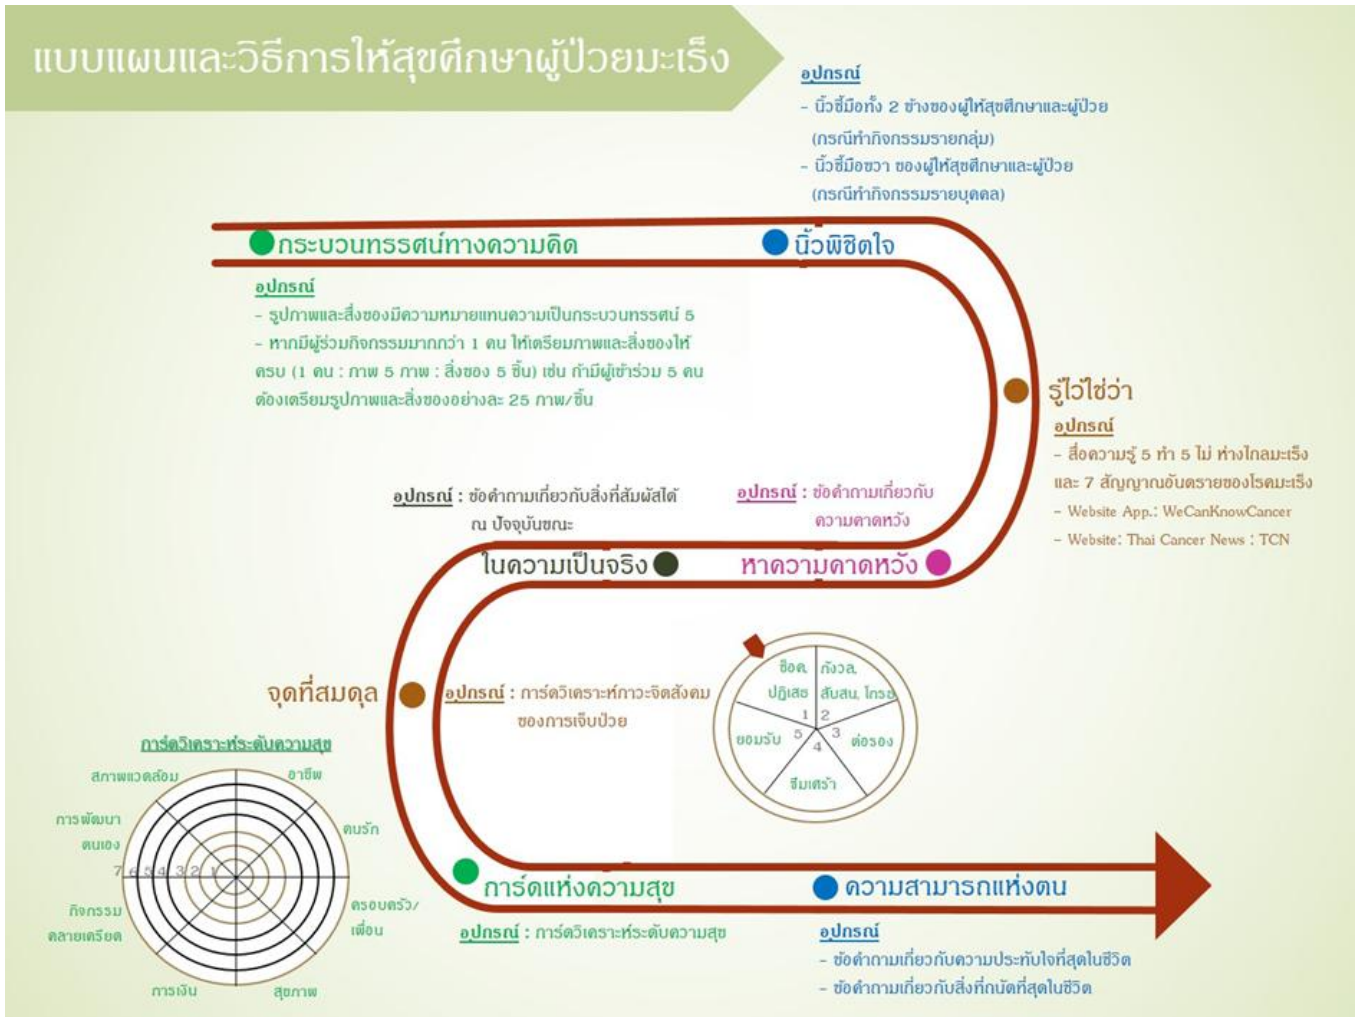 แบบแผนและวิธีการให้สุขศึกษาผู้ป่วยมะเร็ง
อุปกรณ์
- นิ้วชี้มือทั้ง 2 ข้างของผู้ให้สุขศึกษาและผู้ป่วย
(กรณีทำกิจกรรมรายกลุ่ม)
- นิ้วชี้มือขวา ของผู้ให้สุขศึกษาและผู้ป่วย
(กรณีทำกิจกรรมรายบุคคล)
กระบวนทรรศน์ทางความคิด
นิ้วพิชิตใจ
อุปกรณ์
- รูปภาพและสิ่งของมีความหมายแทนความเป็นกระบวนทรรศน์ 5
- หากมีผู้ร่วมกิจกรรมมากกว่า 1 คน ให้เตรียมภาพและสิ่งของให้
ครบ (1 คน : ภาพ 5 ภาพ : สิ่งของ 5 ชิ้น) เช่น ถ้ามีผู้เข้าร่วม 5 คน
ต้องเตรียมรูปภาพและสิ่งของอย่างละ 25 ภาพ/ชิ้น
รู้ไว้ใช่ว่า
อุปกรณ์
- สื่อความรู้ 5 ทำ 5 ไม่ ห่างไกลมะเร็ง
และ 7 สัญญาณอันตรายของโรคมะเร็ง
- Website App.: WeCanKnowCancer
- Website: Thai Cancer News : TCN
อุปกรณ์ : ข้อคำถามเกี่ยวกับ
ความคาดหวัง
หาความคาดหวัง
อุปกรณ์ : ข้อคำถามเกี่ยวกับสิ่งที่สัมผัสได้
ณ ปัจจุบันขณะ
ในความเป็นจริง
จุดที่สมดุล
อุปกรณ์ : การ์ดวิเคราะห์ภาวะจิตสังคม
ของการเจ็บป่วย
ช็อค,
ปฏิเสธ
1
กังวล,
สับสน, โกรธ
2
3
ต่อรอง
4
ซึมเศร้า
5
ยอมรับ
การ์ดวิเคราะห์ระดับความสุข
สภาพแวดล้อม
อาชีพ
การพัฒนา
ตนเอง
คนรัก
7 6 5 4 3 2 1
กิจกรรม
คลายเครียด
ครอบครัว/
เพื่อน
การเงิน
สุขภาพ
การ์ดแห่งความสุข
อุปกรณ์ : การ์ดวิเคราะห์ระดับความสุข
ความสามารถแห่งตน
อุปกรณ์
- ข้อคำถามเกี่ยวกับความประทับใจที่สุดในชีวิต
- ข้อคำถามเกี่ยวกับสิ่งที่ถนัดที่สุดในชีวิต